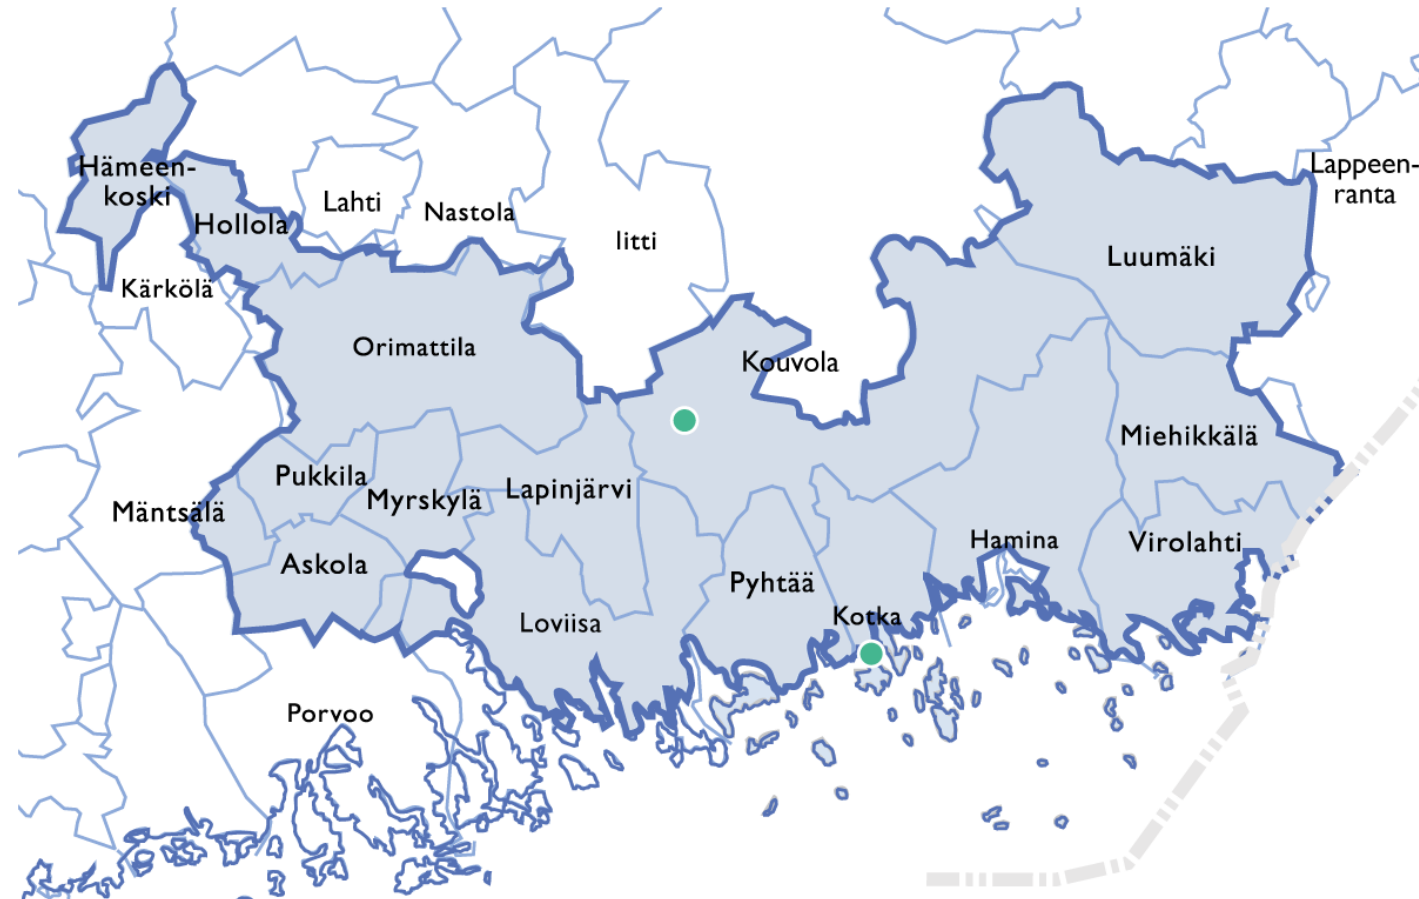 Hämeen-
koski
Lappeen-
ranta
Lahti
Nastola
Hollola
Iitti
Luumäki
Kärkölä
Orimattila
Kouvola
Miehikkälä
Pukkila
Myrskylä
Lapinjärvi
Mäntsälä
Hamina
Virolahti
Askola
Pyhtää
Kotka
Loviisa
Porvoo